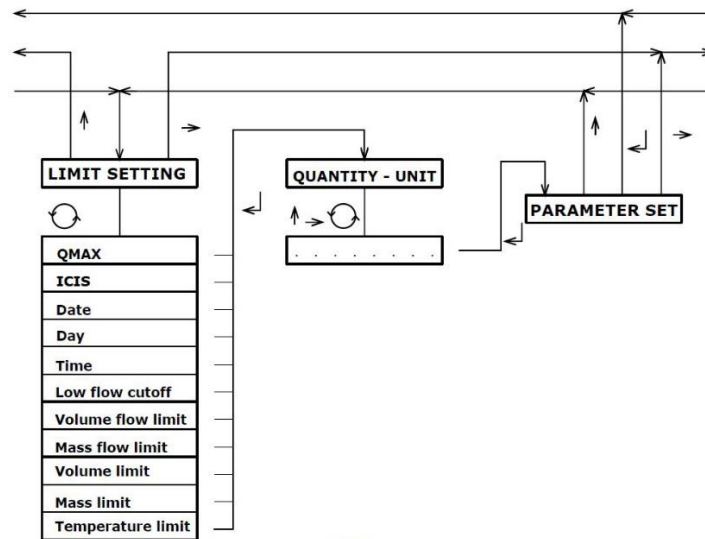 LIMIT SETTING
QUANTITY - UNIT
PARAMETER SET
. . . . . . . .
QMAX
ICIS
Date
Day
Time
Low flow cutoff
Volume flow limit
Mass flow limit
Volume limit
Mass limit
Temperature limit